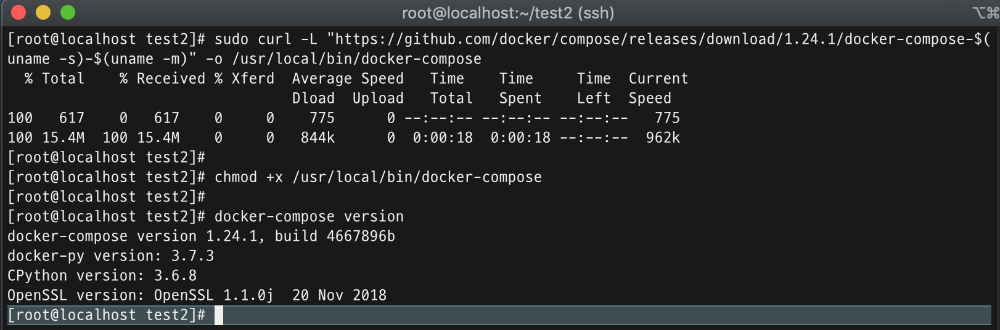 root@localhost:~/test2 (ssh)
⌥⌘
[root@localhost test2]# sudo curl -L "https://github.com/docker/compose/releases/download/1.24.1/docker-compose-$(
uname -s)-$(uname -m)" -o /usr/local/bin/docker-compose
  % Total    % Received % Xferd  Average Speed   Time    Time     Time  Current
                                 Dload  Upload   Total   Spent    Left  Speed
100   617    0   617    0     0    775      0 --:--:-- --:--:-- --:--:--   775
100 15.4M  100 15.4M    0     0   844k      0  0:00:18  0:00:18 --:--:--  962k
[root@localhost test2]#
[root@localhost test2]# chmod +x /usr/local/bin/docker-compose
[root@localhost test2]#
[root@localhost test2]# docker-compose version
docker-compose version 1.24.1, build 4667896b
docker-py version: 3.7.3
CPython version: 3.6.8
OpenSSL version: OpenSSL 1.1.0j  20 Nov 2018
[root@localhost test2]#